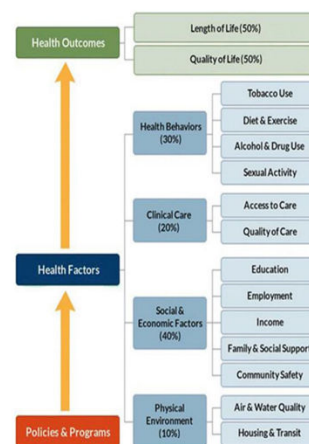 Health Outcomes
Length of Life (50%)
Quality of Life (50%)
Health Behaviors
(30%)
Tobacco Use
Diet & Exercise
Alcohol & Drug Use
Sexual Activity
Clinical Care
(20%)
Access to Care
Quality of Care
Health Factors
Social &
Economic Factors
(40%)
Education
Employment
Income
Family & Social Support
Community Safety
Physical
Environment
(10%)
Air & Water Quality
Housing & Transit
Policies & Programs